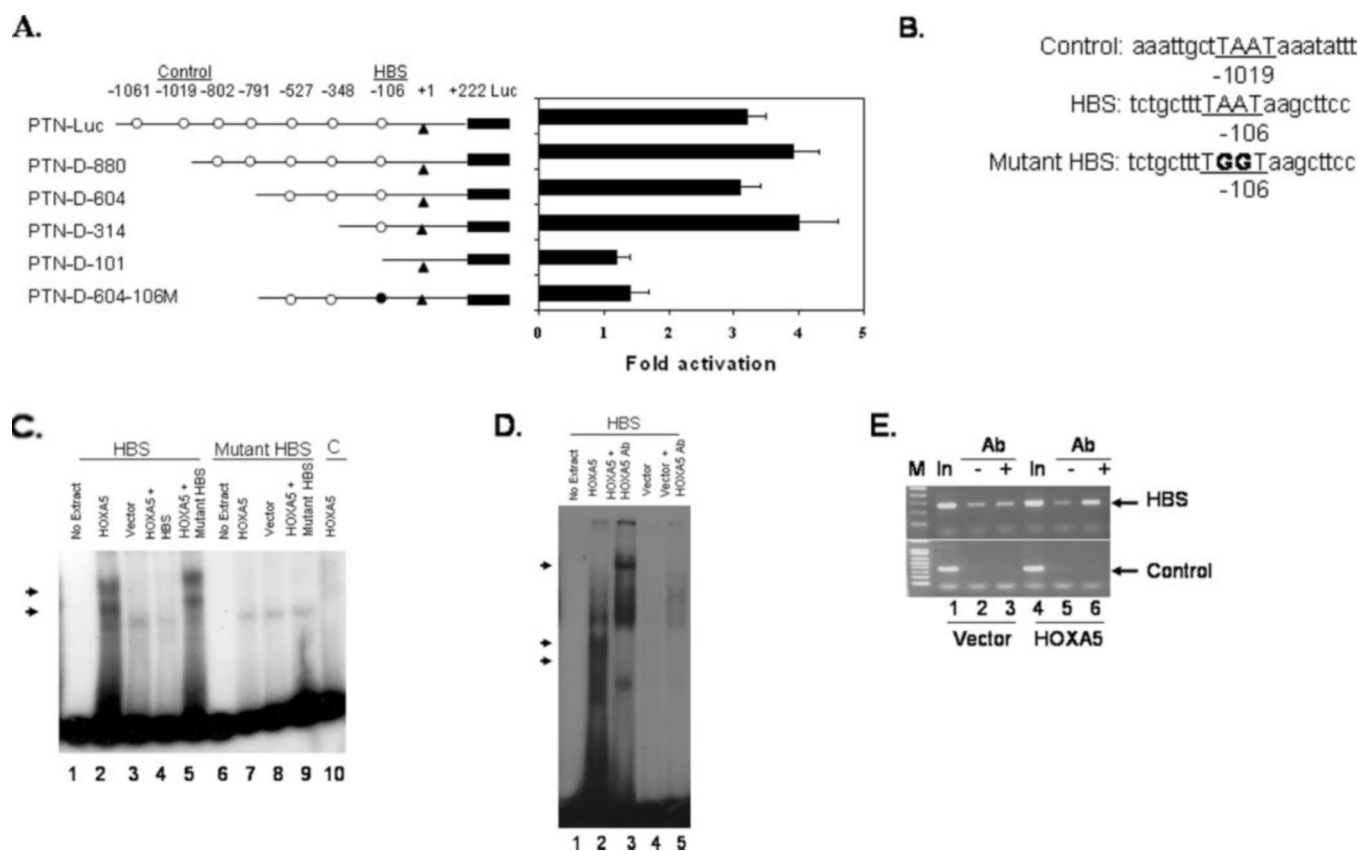 A.
Control HBS
-1061 -1019 -802 -791 -527 -348 -106 +1 +222 Luc
PTN-Luc
PTN-D-880
PTN-D-604
PTN-D-314
PTN-D-101
PTN-D-604-106M
0 1 2 3 4 5
Fold activation
B.
Control: aaattgctTAATaaatattt
-1019
HBS: tctgctttTAATaagcttcc
-106
Mutant HBS: tctgctttTGGTaagcttcc
-106
C.
HBS Mutant HBS C
No Extract
HOXA5
Vector
HOXA5 +
HBS
HOXA5 +
Mutant HBS
No Extract
HOXA5
Vector
HOXA5 +
Mutant HBS
HOXA5
1 2 3 4 5 6 7 8 9 10
D.
HBS
No Extract
HOXA5
HOXA5 +
HOXA5 Ab
Vector
Vector +
HOXA5 Ab
1 2 3 4 5
E.
Ab Ab
M In - + In - +
HBS
Control
1 2 3 4 5 6
Vector HOXA5